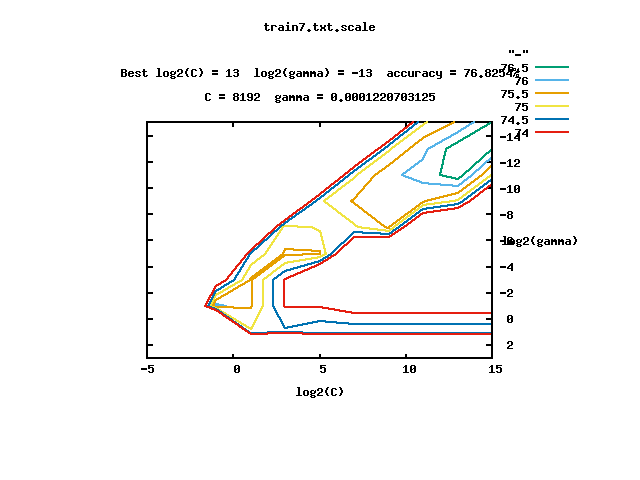 train7.txt.scale
"-"
Best log2(C) = 13 log2(gamma) = -13 accuracy = 76.8254%
C = 8192 gamma = 0.0001220703125
76.5
76
75.5
75
74.5
74
-14
-12
-10
-8
-6
log2(gamma)
-4
-2
0
2
-5 0 5 10 15
log2(C)